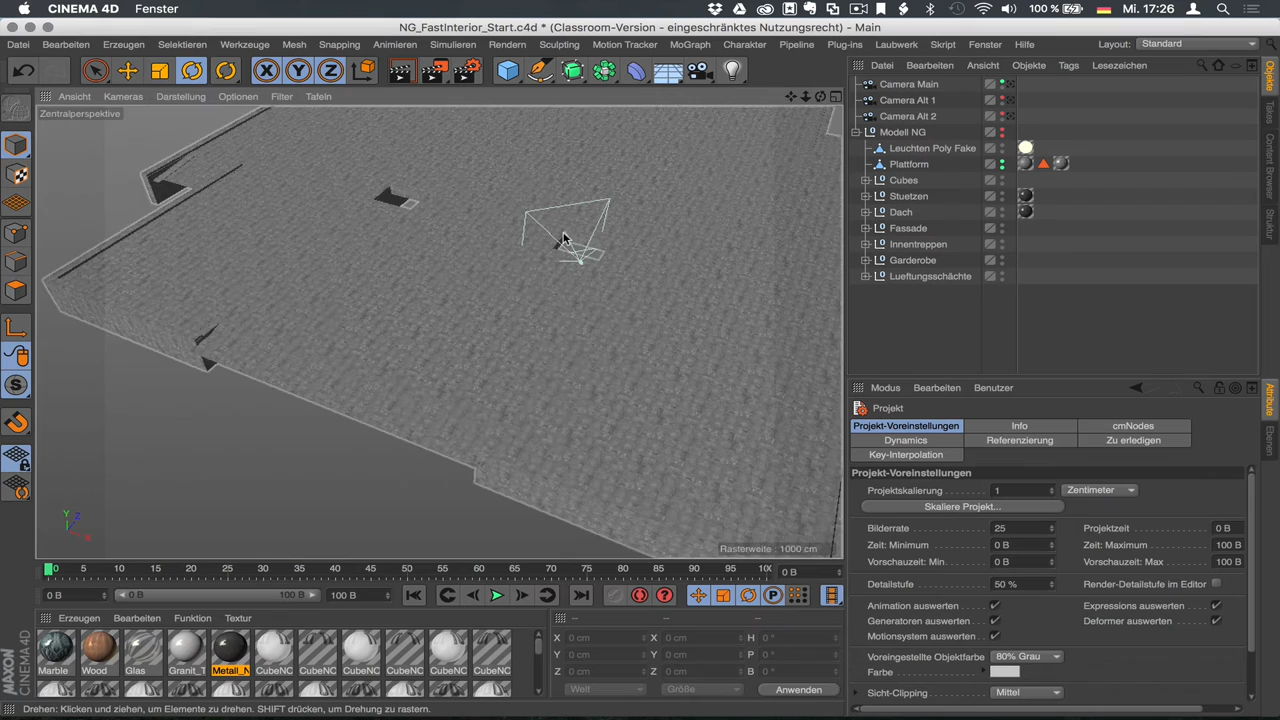 CINEMA 4D Fenster 100 % Mi. 17:26
NG_FastInterior_Start.c4d * (Classroom-Version - eingeschränktes Nutzungsrecht) - Main
Datei Bearbeiten Erzeugen Selektieren Werkzeuge Mesh Snapping Animieren Simulieren Rendern Sculpting Motion Tracker MoGraph Charakter Pipeline Plug-ins Laubwerk Skript Fenster Hilfe Layout: Standard
X Y Z
Datei Bearbeiten Ansicht Objekte Tags Lesezeichen
Ansicht Kameras Darstellung Optionen Filter Tafeln
Zentralperspektive
Camera Main
Camera Alt 1
Camera Alt 2
Modell NG
Leuchten Poly Fake
Plattform
Cubes
Stuetzen
Dach
Fassade
Innentreppen
Garderobe
Lueftungsschächte
Objekte
Takes
Content Browser
Struktur
Y Z X
Rasterweite : 1000 cm
Modus Bearbeiten Benutzer
Projekt
Projekt-Voreinstellungen Info cmNodes
Dynamics Referenzierung Zu erledigen
Key-Interpolation
Projekt-Voreinstellungen
Projektskalierung 1 Zentimeter
Skaliere Projekt...
Bilderrate 25 Projektzeit 0 B
Zeit: Minimum 0 B Zeit: Maximum 100 B
Vorschauzeit: Min 0 B Vorschauzeit: Max 100 B
Detailstufe 50 % Render-Detailstufe im Editor
Animation auswerten Expressions auswerten
Generatoren auswerten Deformer auswerten
Motionsystem auswerten
Voreingestellte Objektfarbe 80% Grau
Farbe
Sicht-Clipping Mittel
Attribute
Ebenen
0 5 10 15 20 25 30 35 40 45 50 55 60 65 70 75 80 85 90 95 100 0 B
0 B 0 B 100 B 100 B
Erzeugen Bearbeiten Funktion Textur
Marble Wood Glas Granit_T Metall_N CubeNC CubeNC CubeNC CubeNC CubeNC CubeNC
-- -- --
X 0 cm X 0 cm H 0 °
Y 0 cm Y 0 cm P 0 °
Z 0 cm Z 0 cm B 0 °
Welt Größe Anwenden
MAXON CINEMA 4D
Drehen: Klicken und ziehen, um Elemente zu drehen. SHIFT drücken, um Drehung zu rastern.